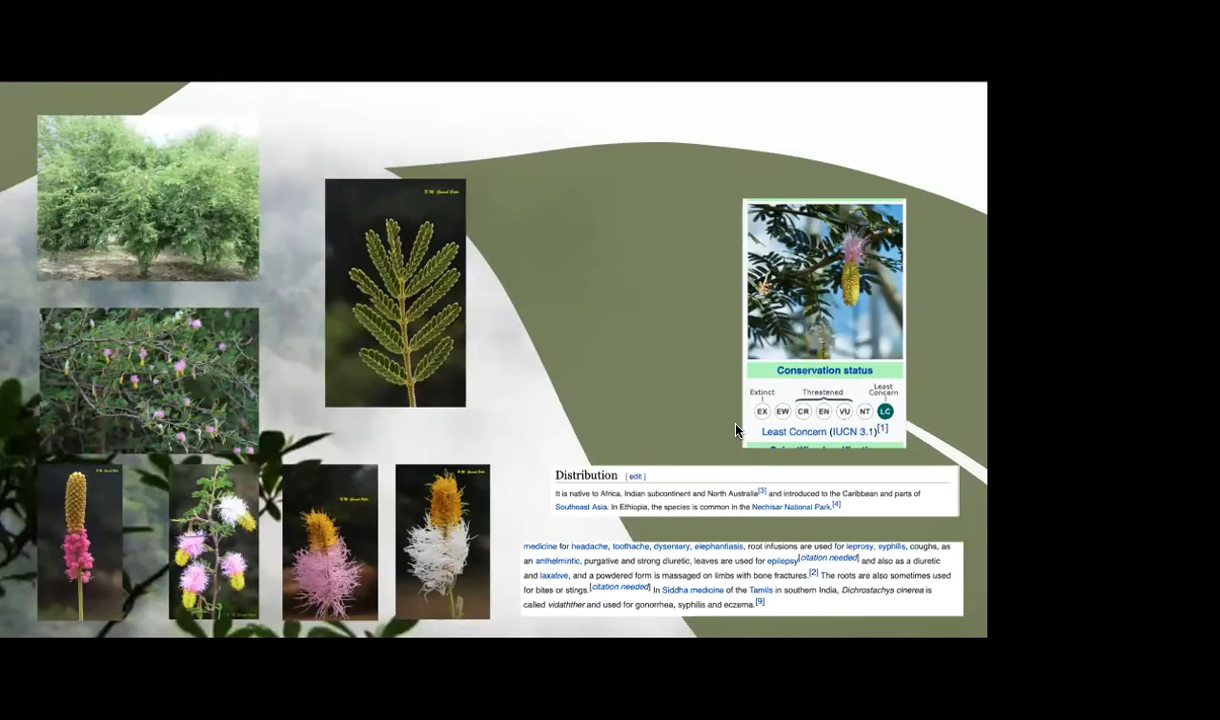 Conservation status
Extinct
Threatened
Least
Concern
EX EW CR EN VU NT LC
Least Concern (IUCN 3.1)[1]
Distribution [ edit ]
It is native to Africa, Indian subcontinent and North Australia[3] and introduced to the Caribbean and parts of
Southeast Asia. In Ethiopia, the species is common in the Nechisar National Park.[4]
medicine for headache, toothache, dysentery, elephantiasis, root infusions are used for leprosy, syphilis, coughs, as
an anthelmintic, purgative and strong diuretic, leaves are used for epilepsy[citation needed] and also as a diuretic
and laxative, and a powdered form is massaged on limbs with bone fractures.[2] The roots are also sometimes used
for bites or stings.[citation needed] In Siddha medicine of the Tamils in southern India, Dichrostachys cinerea is
called vidathther and used for gonorrhea, syphilis and eczema.[9]